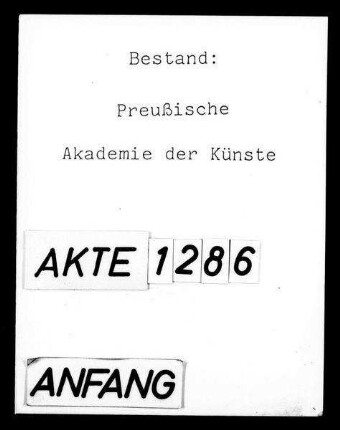 Bestand:
Preußische
Akademie der Künste
AKTE 1286
ANFANG